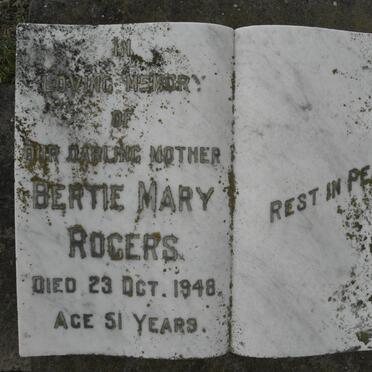 IN
LOVING MEMORY
OF
OUR DARLING MOTHER
BERTIE MARY
ROGERS.
DIED 23 OCT. 1948.
AGE 51 YEARS.
REST IN PE